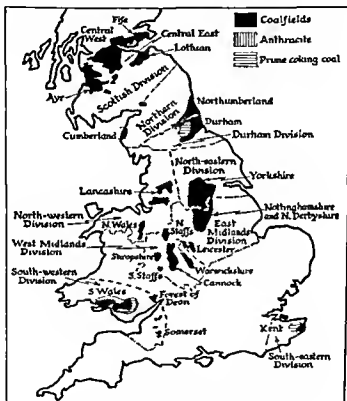 Fife
Central
West
Central East
Lothian
Coalfields
Anthracite
Prime coking coal
Ayr
Scottish Division
Northern
Division
Northumberland
Durham
Cumberland
Durham Division
North-eastern
Division
Yorkshire
Lancashire
Nottinghamshire
and N. Derbyshire
North-western
Division
N. Wales
N.
Staffs
East
Midlands
Division
West Midlands
Division
Leicester
Shropshire
S. Staffs
Warwickshire
Cannock
South-western
Division
S. Wales
Forest of
Dean
Kent
Somerset
South-eastern
Division